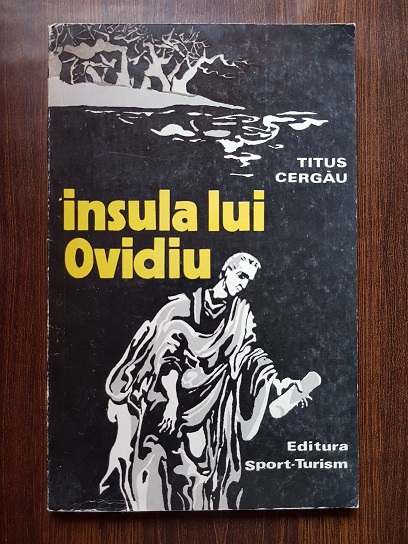 TITUS
CERGĂU
insula lui
Ovidiu
Editura
Sport-Turism